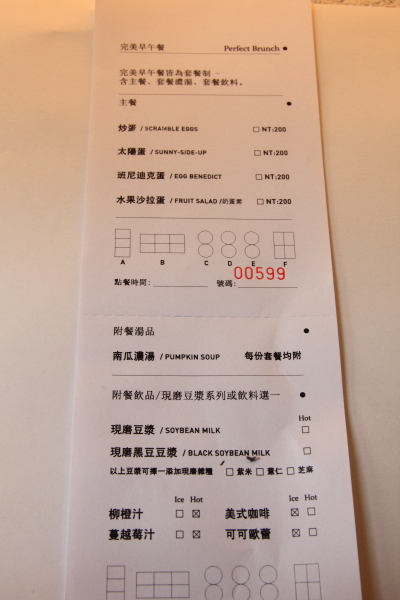 完美早午餐 Perfect Brunch ●
完美早午餐皆為套餐制。
含主餐、套餐濃湯、套餐飲料。
主餐 ●
炒蛋 / SCRAMBLE EGGS □ NT:200
太陽蛋 / SUNNY-SIDE-UP □ NT:200
班尼迪克蛋 / EGG BENEDICT □ NT:200
水果沙拉蛋 / FRUIT SALAD /奶蛋素 □ NT:200
A B C D E F
點餐時間: 號碼: 00599
附餐湯品 ●
南瓜濃湯 / PUMPKIN SOUP 每份套餐均附
附餐飲品/現磨豆漿系列或飲料選一 ●
Hot
現磨豆漿 / SOYBEAN MILK □
現磨黑豆豆漿 / BLACK SOYBEAN MILK □
以上豆漿可擇一添加現磨雜糧 □ 紫米 □ 薏仁 □ 芝麻
Ice Hot Ice Hot
柳橙汁 □ ☒ 美式咖啡 ☒ □
蔓越莓汁 □ ☒ 可可歐蕾 ☒ □